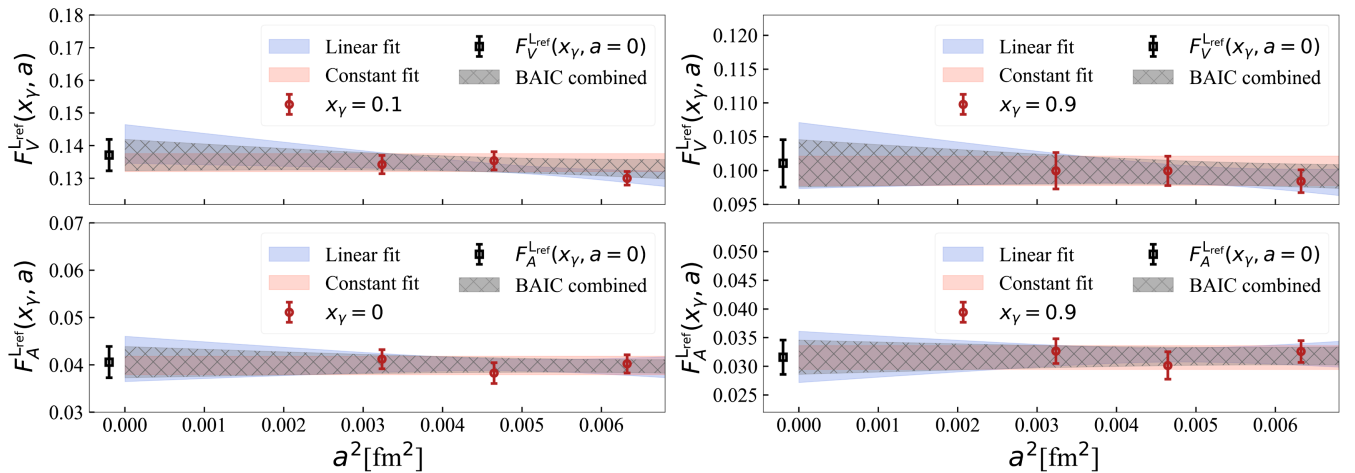 0.18
0.17
0.16
0.15
0.14
0.13
F_V^{L_ref}(x_γ, a)
Linear fit
Constant fit
x_γ = 0.1
F_V^{L_ref}(x_γ, a = 0)
BAIC combined
0.120
0.115
0.110
0.105
0.100
0.095
F_V^{L_ref}(x_γ, a)
Linear fit
Constant fit
x_γ = 0.9
F_V^{L_ref}(x_γ, a = 0)
BAIC combined
0.07
0.06
0.05
0.04
0.03
F_A^{L_ref}(x_γ, a)
Linear fit
Constant fit
x_γ = 0
F_A^{L_ref}(x_γ, a = 0)
BAIC combined
0.000 0.001 0.002 0.003 0.004 0.005 0.006
a²[fm²]
0.050
0.045
0.040
0.035
0.030
0.025
F_A^{L_ref}(x_γ, a)
Linear fit
Constant fit
x_γ = 0.9
F_A^{L_ref}(x_γ, a = 0)
BAIC combined
0.000 0.001 0.002 0.003 0.004 0.005 0.006
a²[fm²]